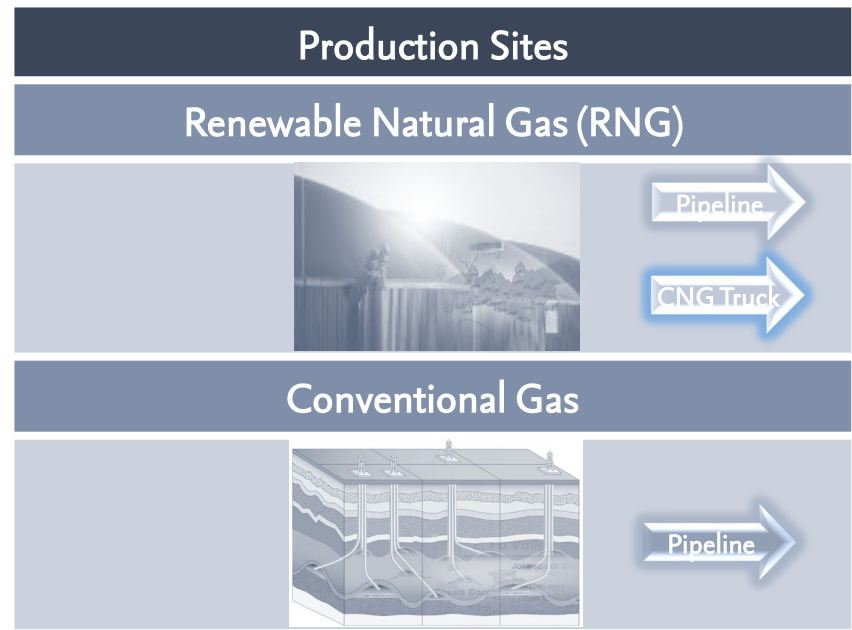 Production Sites
Renewable Natural Gas (RNG)
Pipeline
CNG Truck
Conventional Gas
Pipeline